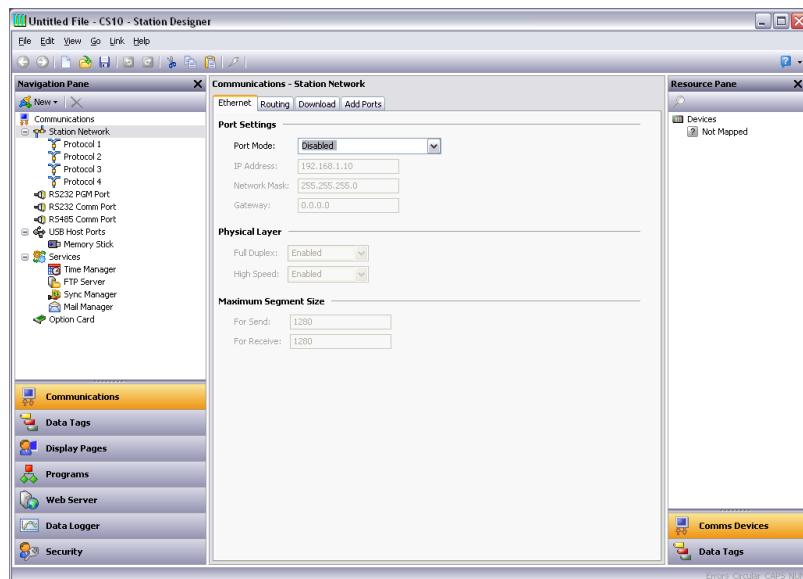 Untitled File - CS10 - Station Designer
File Edit View Go Link Help
Navigation Pane
New
Communications
Station Network
Protocol 1
Protocol 2
Protocol 3
Protocol 4
RS232 PGM Port
RS232 Comm Port
RS485 Comm Port
USB Host Ports
Memory Stick
Services
Time Manager
FTP Server
Sync Manager
Mail Manager
Option Card
Communications
Data Tags
Display Pages
Programs
Web Server
Data Logger
Security
Communications - Station Network
Ethernet Routing Download Add Ports
Port Settings
Port Mode: Disabled
IP Address: 192.168.1.10
Network Mask: 255.255.255.0
Gateway: 0.0.0.0
Physical Layer
Full Duplex: Enabled
High Speed: Enabled
Maximum Segment Size
For Send: 1280
For Receive: 1280
Resource Pane
Devices
Not Mapped
Comms Devices
Data Tags
Errors Circular CAPS NUM